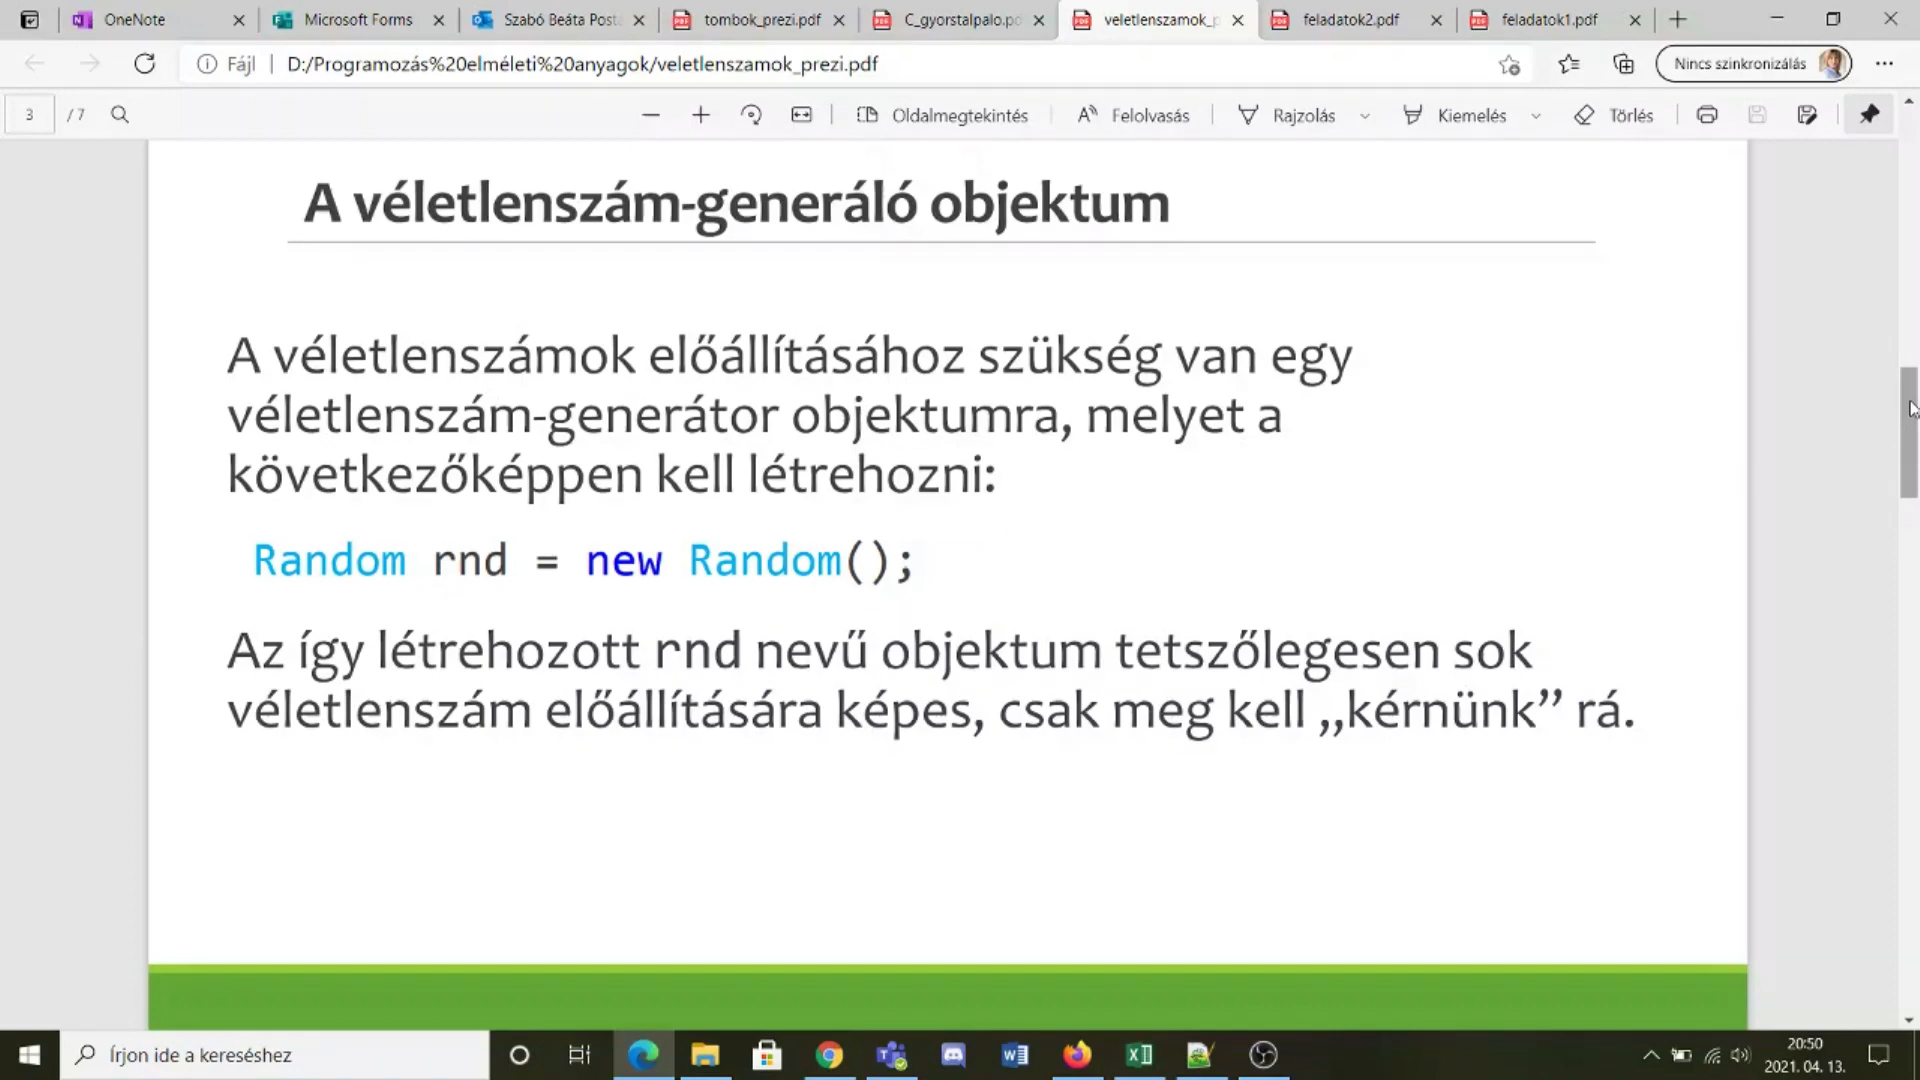 OneNote
Microsoft Forms
Szabó Beáta Post
tombok_prezi.pdf
C_gyorstalpalo.po
veletlenszamok_p
feladatok2.pdf
feladatok1.pdf
Fájl
D:/Programozás%20elméleti%20anyagok/veletlenszamok_prezi.pdf
Nincs szinkronizálás
3 / 7
Oldalmegtekintés
Felolvasás
Rajzolás
Kiemelés
Törlés
A véletlenszám-generáló objektum
A véletlenszámok előállításához szükség van egy
véletlenszám-generátor objektumra, melyet a
következőképpen kell létrehozni:
Random rnd = new Random();
Az így létrehozott rnd nevű objektum tetszőlegesen sok
véletlenszám előállítására képes, csak meg kell „kérnünk” rá.
Írjon ide a kereséshez
20:50
2021. 04. 13.